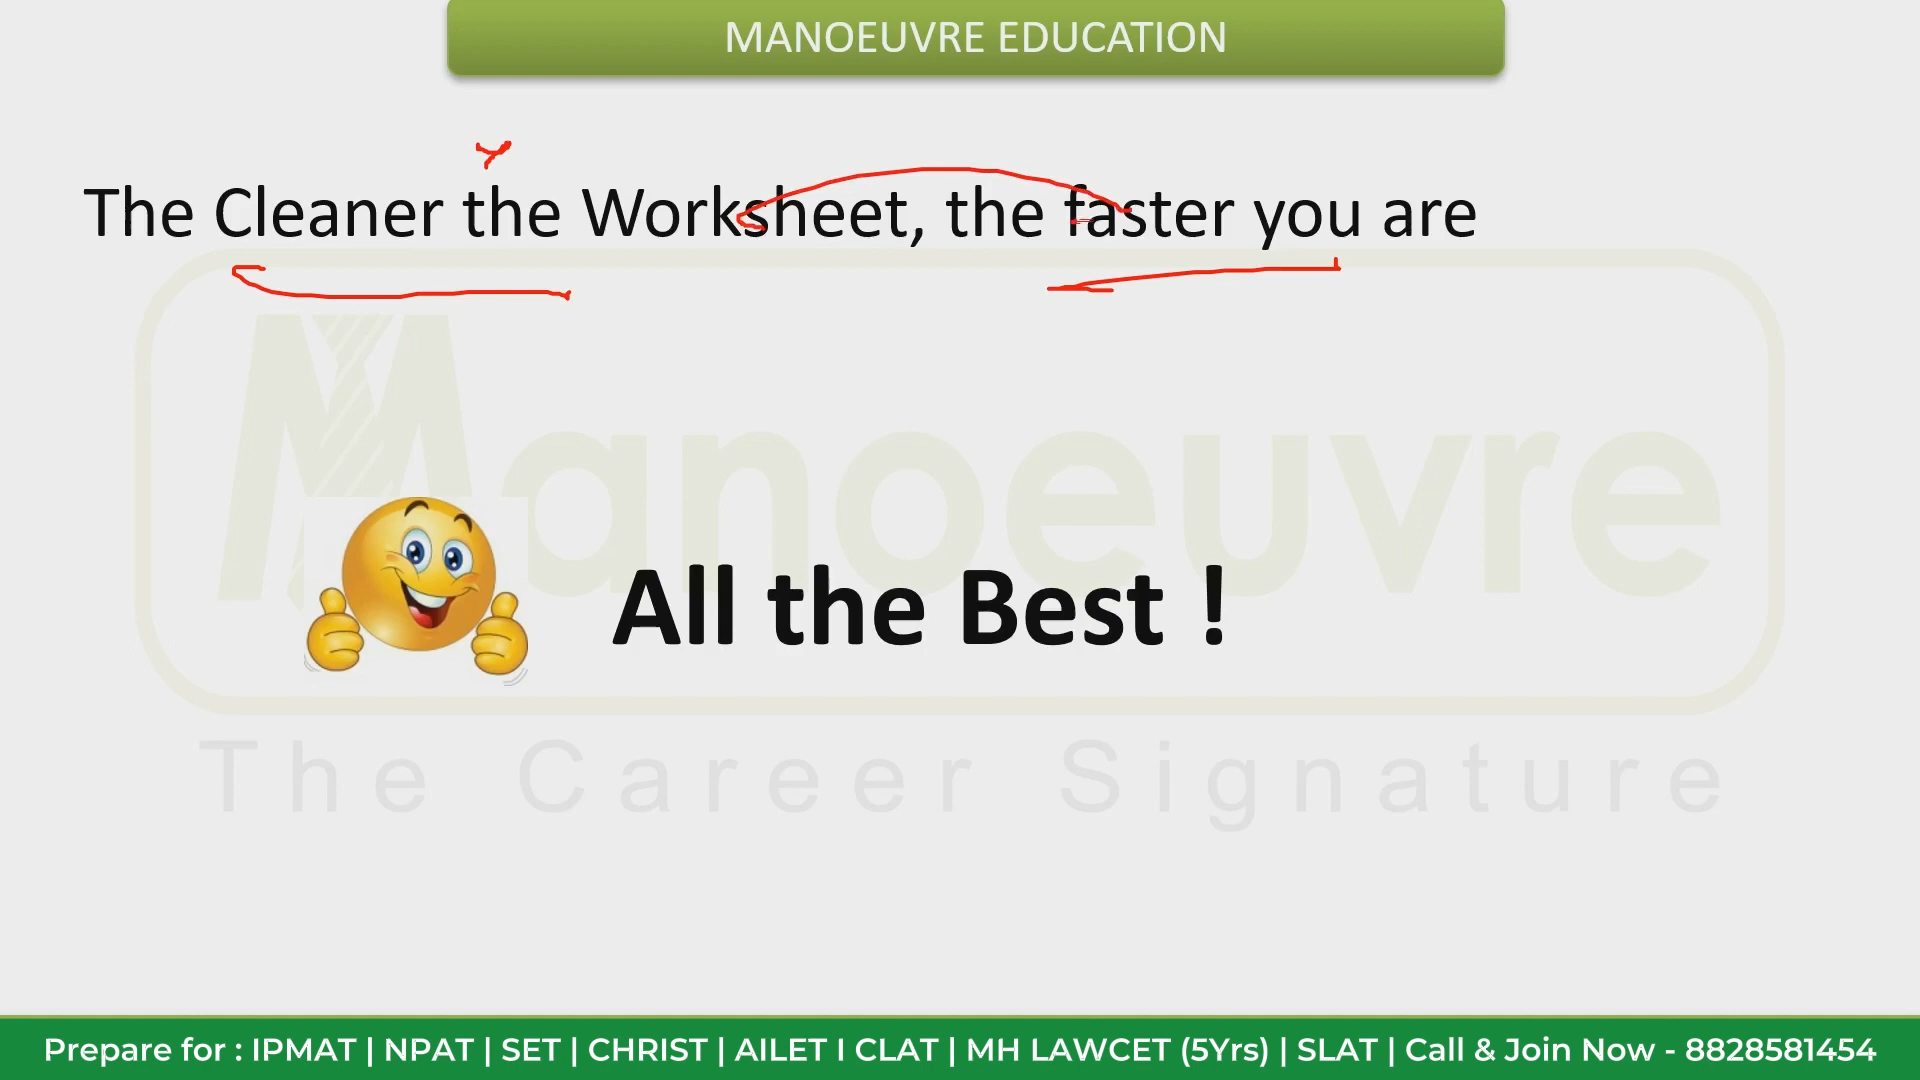 MANOEUVRE EDUCATION
The Cleaner the Worksheet, the faster you are
Manoeuvre
All the Best !
The Career Signature
Prepare for : IPMAT | NPAT | SET | CHRIST | AILET I CLAT | MH LAWCET (5Yrs) | SLAT | Call & Join Now - 8828581454